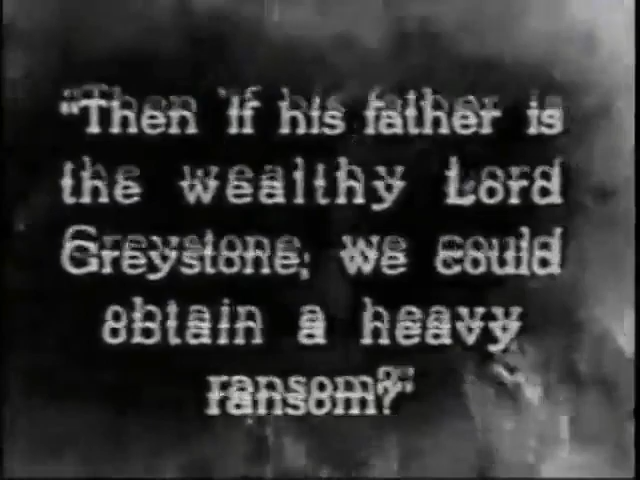 "Then if his father is
the wealthy Lord
Greystone, we could
obtain a heavy
ransom?"